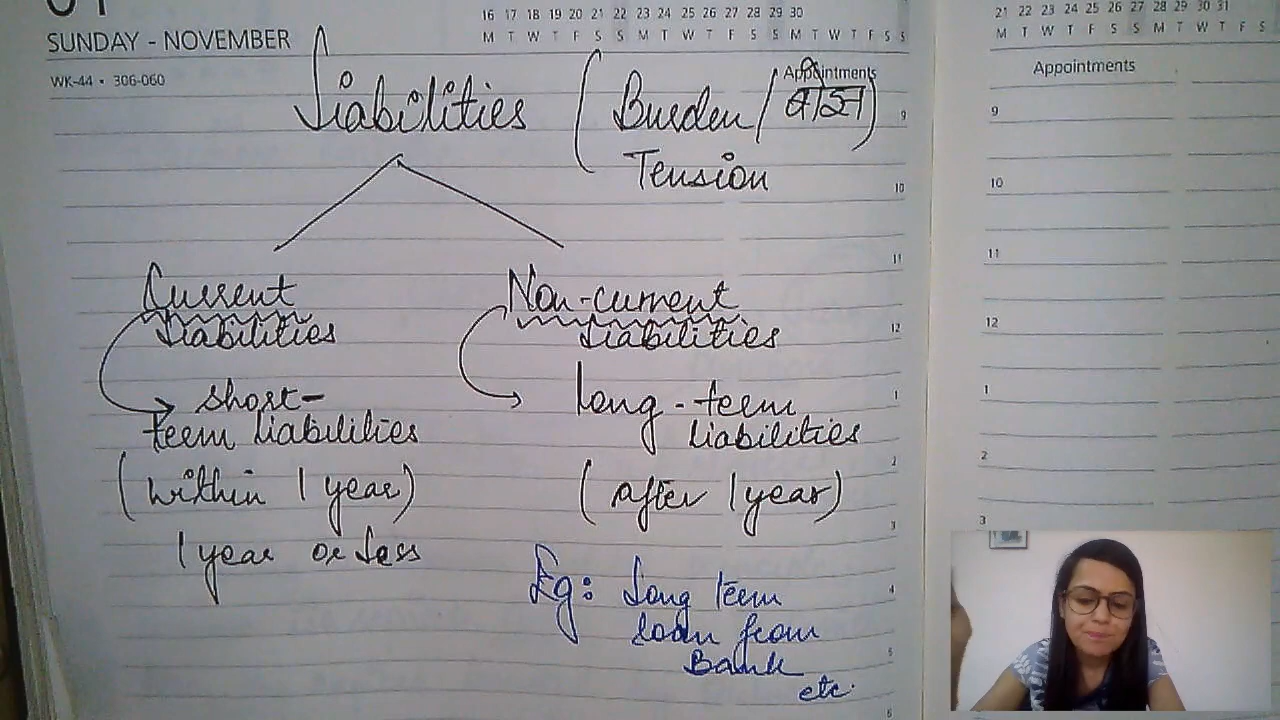 SUNDAY - NOVEMBER
WK-44 • 306-060
16 17 18 19 20 21 22 23 24 25 26 27 28 29 30
M T W T F S S M T W T F S S M T W T F S S
21 22 23 24 25 26 27 28 29 30 31
M T W T F S S M T W T F S
Appointments
Appointments
Liabilities (Burden / बोझ)
Tension
Current
Liabilities
short-
term liabilities
(within 1 year)
1 year or Less
Non-current
Liabilities
long-term
Liabilities
(after 1 year)
Eg: Long term
loan from
Bank
etc.
9
10
11
12
1
2
3
4
5
6
9
10
11
12
1
2
3